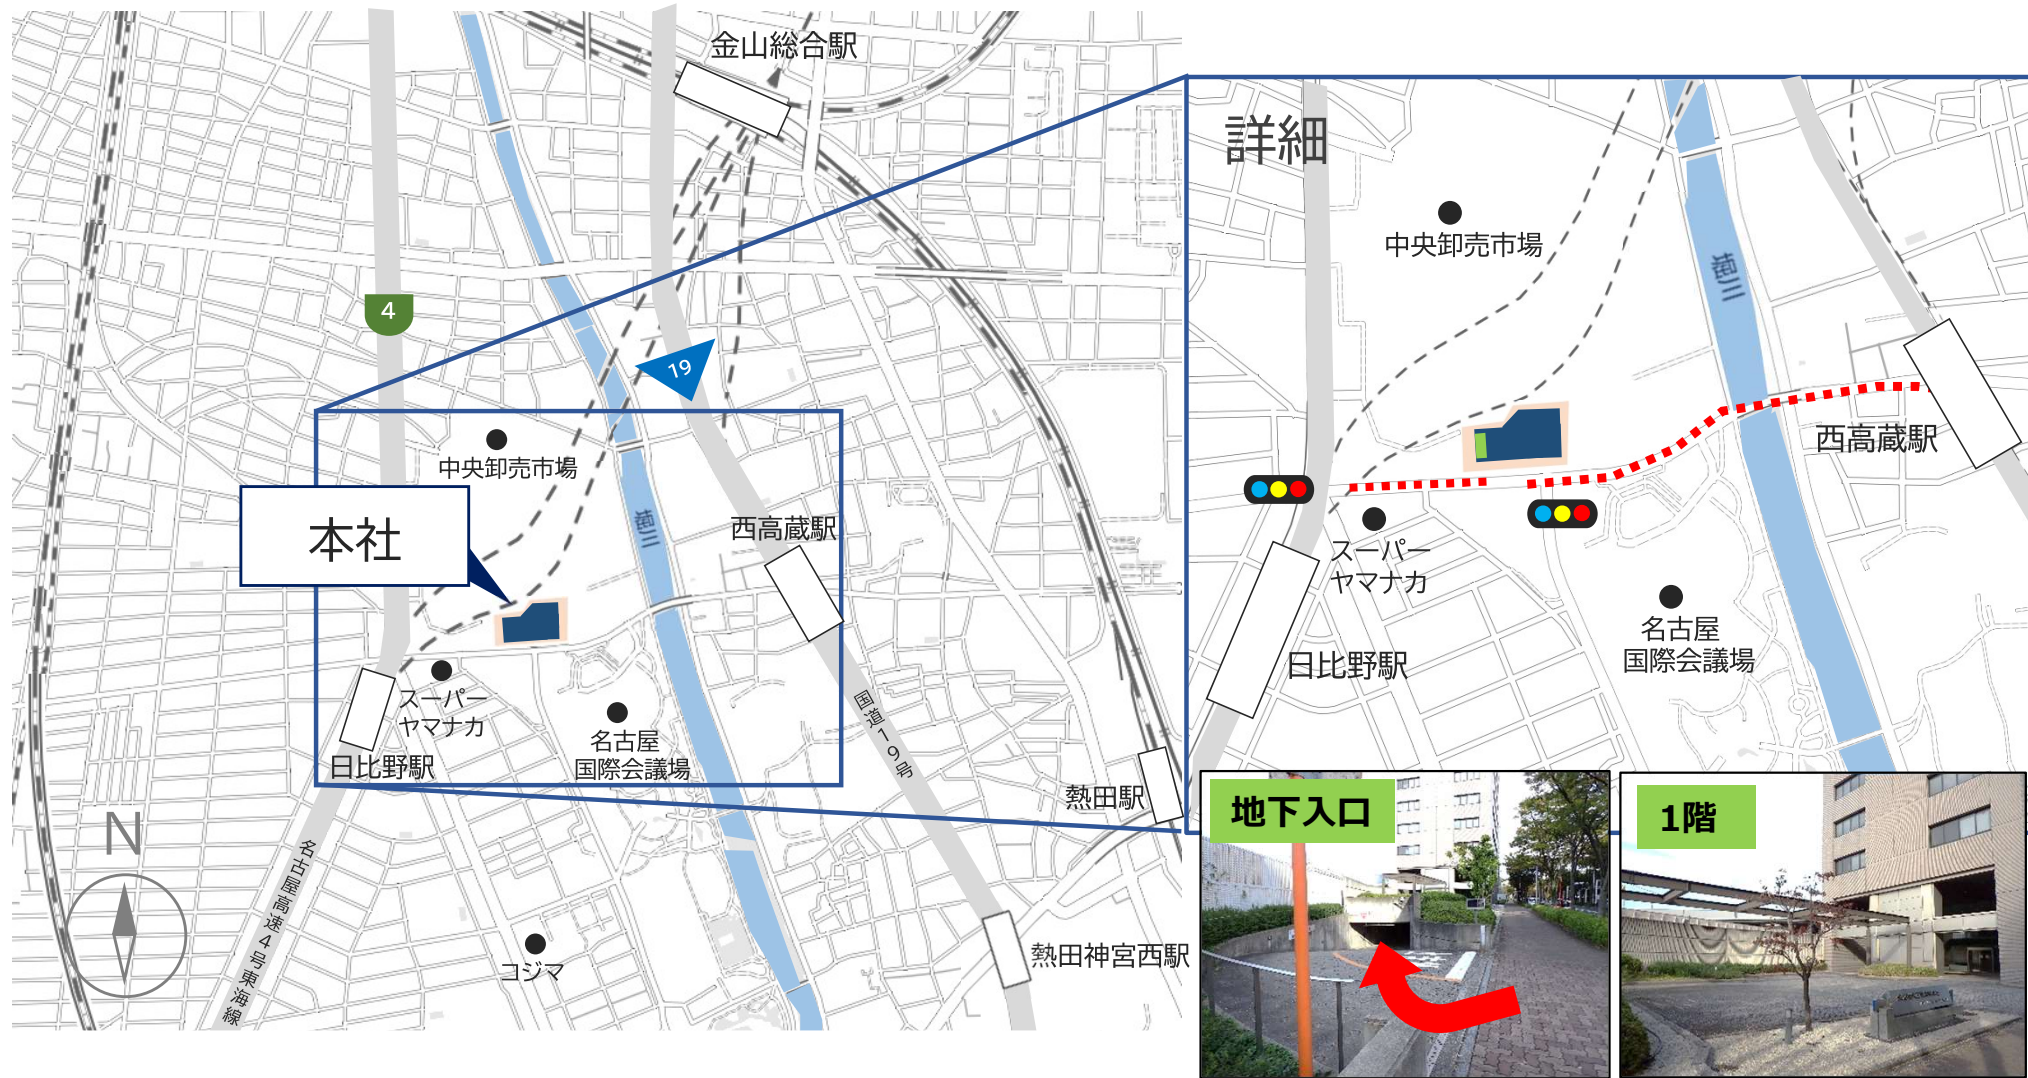 金山総合駅
4
19
中央卸売市場
本社
西高蔵駅
堀川
スーパー
ヤマナカ
日比野駅
名古屋
国際会議場
国道19号
熱田駅
熱田神宮西駅
名古屋高速4号東海線
コジマ
N
詳細
中央卸売市場
堀川
西高蔵駅
スーパー
ヤマナカ
日比野駅
名古屋
国際会議場
地下入口
1階